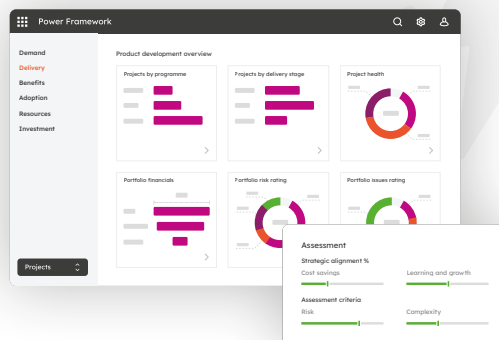 Power Framework
Demand
Delivery
Benefits
Adoption
Resources
Investment
Projects
Product development overview
Projects by programme
Projects by delivery stage
Project health
Portfolio financials
Portfolio risk rating
Portfolio issues rating
Assessment
Strategic alignment %
Cost savings
Learning and growth
Assessment criteria
Risk
Complexity